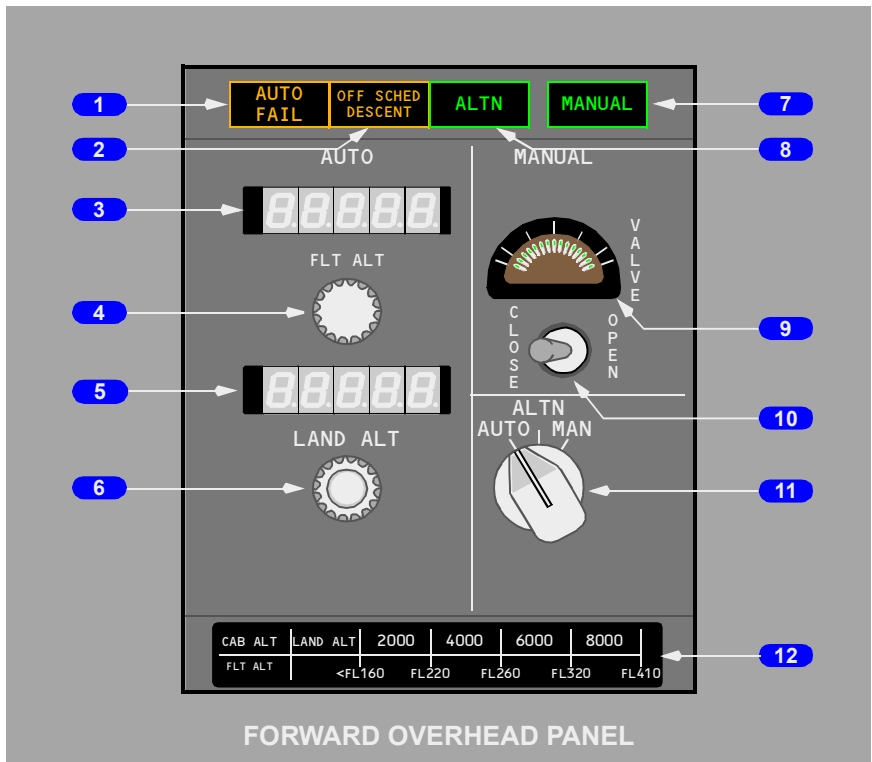 AUTO FAIL
OFF SCHED DESCENT
ALTN
MANUAL
1
2
3
4
5
6
7
8
9
10
11
12
AUTO
MANUAL
8.8.8.8.8.
FLT ALT
8.8.8.8.8.
LAND ALT
VALVE
CLOSE
OPEN
ALTN
AUTO
MAN
CAB ALT LAND ALT 2000 4000 6000 8000
FLT ALT <FL160 FL220 FL260 FL320 FL410
FORWARD OVERHEAD PANEL